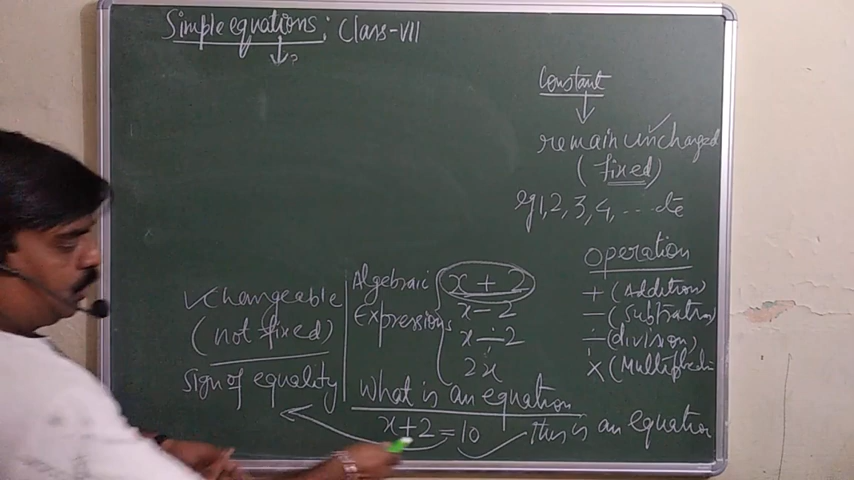 Simple equations: Class-VII
?
Constant
remain unchanged
(fixed)
eg 1, 2, 3, 4, ... etc
operation
+ (Addition)
- (Subtration)
÷ (division)
x (Multiplicati
Changeable
(not fixed)
Sign of equality
Algebraic
Expressions
x + 2
x - 2
x ÷ 2
2x
What is an equation
x+2 = 10 This is an equation